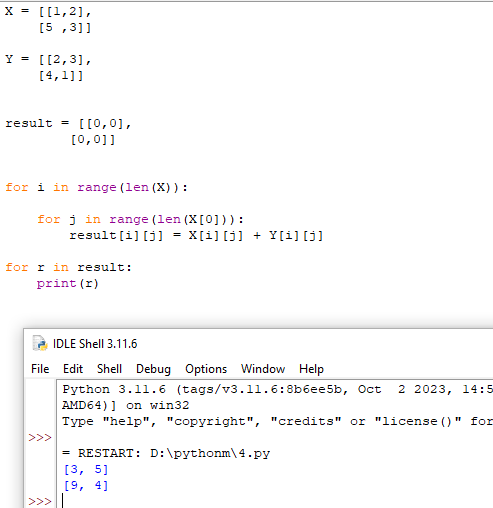 X = [[1,2],
    [5 ,3]]
Y = [[2,3],
    [4,1]]
result = [[0,0],
        [0,0]]
for i in range(len(X)):
    for j in range(len(X[0])):
        result[i][j] = X[i][j] + Y[i][j]
for r in result:
    print(r)
IDLE Shell 3.11.6
File Edit Shell Debug Options Window Help
Python 3.11.6 (tags/v3.11.6:8b6ee5b, Oct  2 2023, 14:5
AMD64)] on win32
Type "help", "copyright", "credits" or "license()" for
>>>
= RESTART: D:\pythonm\4.py
[3, 5]
[9, 4]
>>>